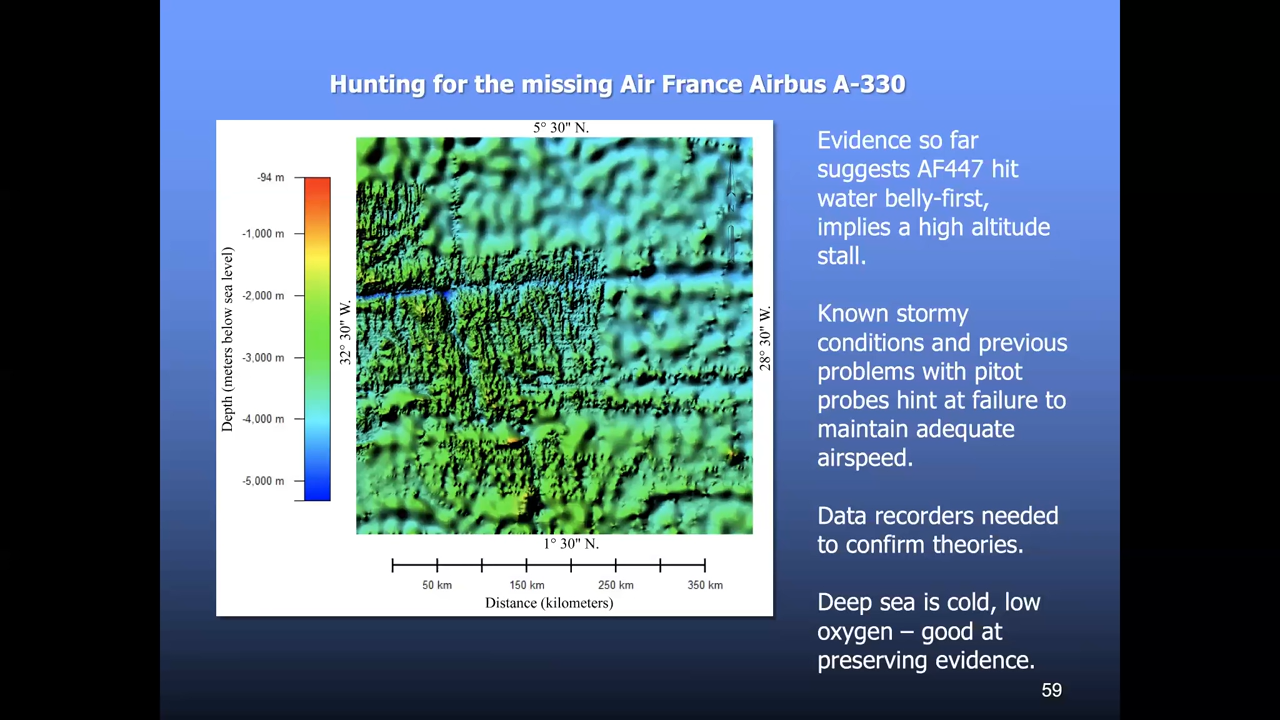 Hunting for the missing Air France Airbus A-330
5° 30" N.
-94 m
-1,000 m
-2,000 m
-3,000 m
-4,000 m
-5,000 m
Depth (meters below sea level)
32° 30" W.
28° 30" W.
1° 30" N.
50 km
150 km
250 km
350 km
Distance (kilometers)
Evidence so far
suggests AF447 hit
water belly-first,
implies a high altitude
stall.
Known stormy
conditions and previous
problems with pitot
probes hint at failure to
maintain adequate
airspeed.
Data recorders needed
to confirm theories.
Deep sea is cold, low
oxygen – good at
preserving evidence.
59